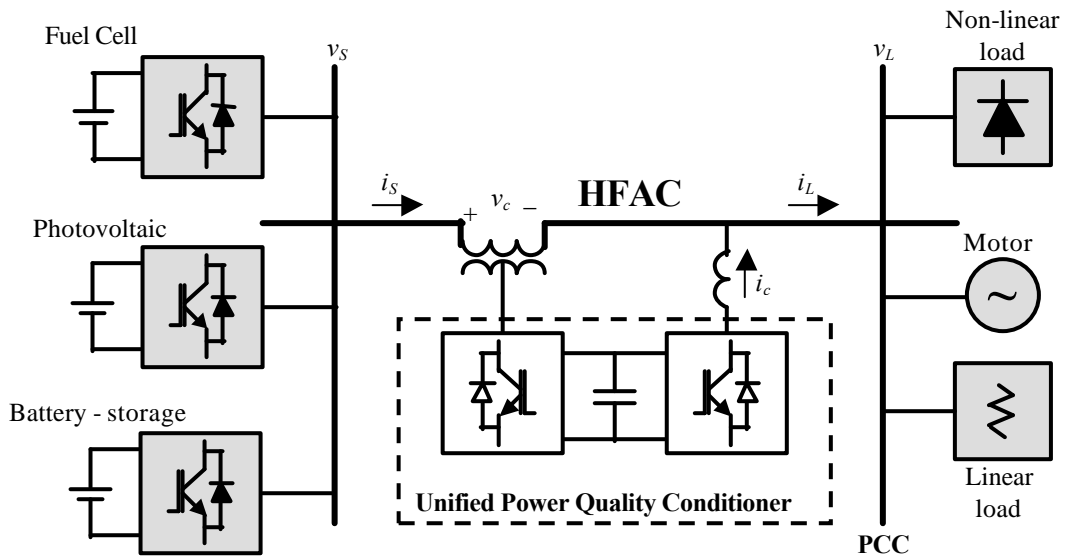 Fuel Cell
Photovoltaic
Battery - storage
v_S
i_S
+ v_c −
HFAC
i_L
i_c
Unified Power Quality Conditioner
v_L
PCC
Non-linear
load
Motor
~
Linear
load